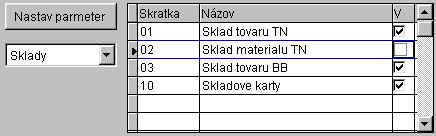 Nastav parmeter
Sklady
Skratka Názov V
01 Sklad tovaru TN
02 Sklad materialu TN
03 Sklad tovaru BB
10 Skladove karty